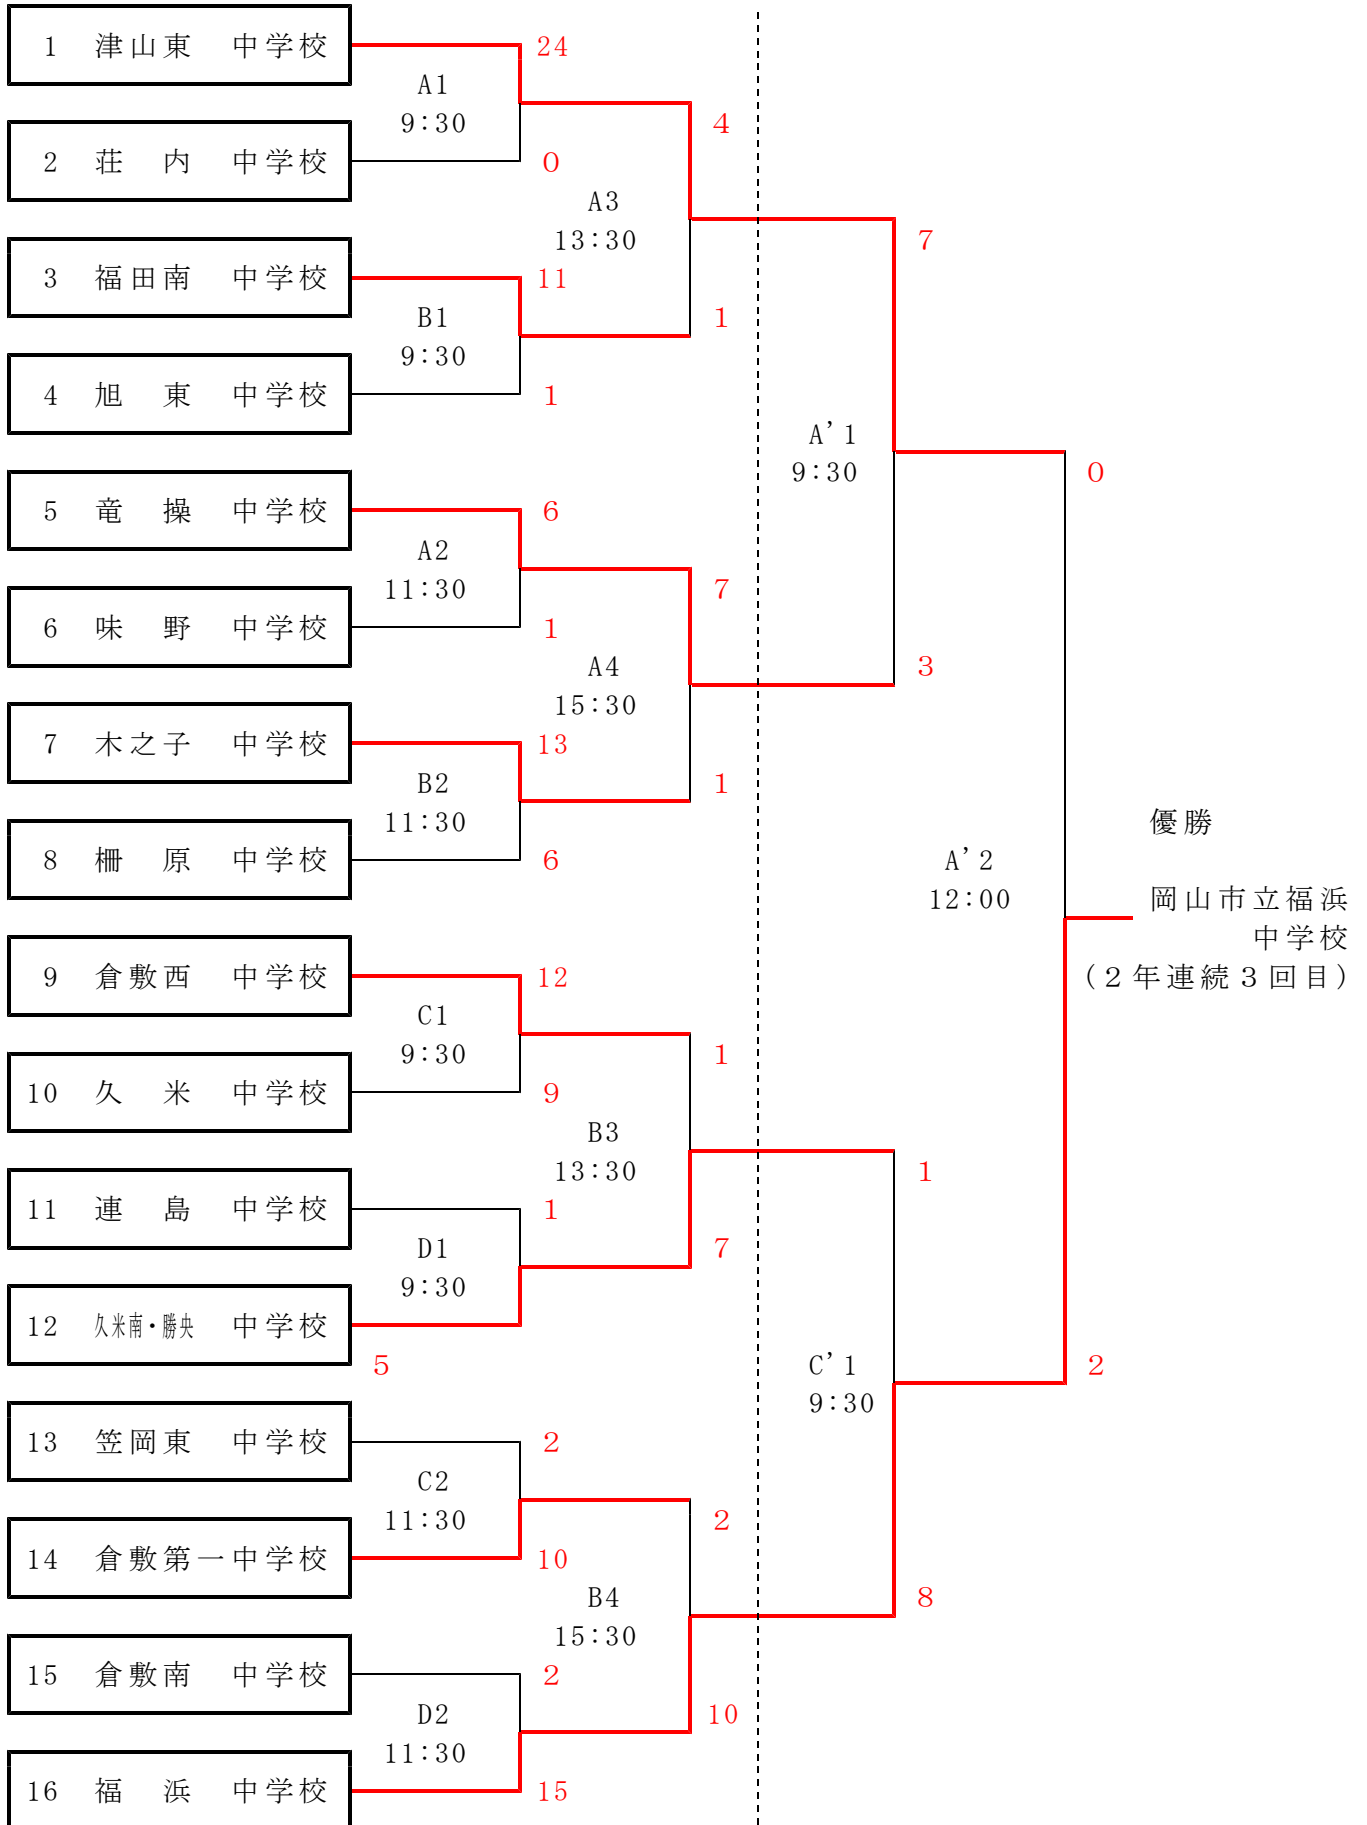 1 津山東 中学校
24
A1
9:30
4
2 荘 内 中学校
0
A3
13:30
7
3 福田南 中学校
11
B1
9:30
1
4 旭 東 中学校
1
A'1
9:30
0
5 竜 操 中学校
6
A2
11:30
7
6 味 野 中学校
1
A4
15:30
3
7 木之子 中学校
13
B2
11:30
1
8 柵 原 中学校
6
優勝
A'2
12:00
岡山市立福浜
中学校
(2年連続3回目)
9 倉敷西 中学校
12
C1
9:30
1
10 久 米 中学校
9
B3
13:30
1
11 連 島 中学校
1
D1
9:30
7
12 久米南・勝央 中学校
5
C'1
9:30
2
13 笠岡東 中学校
2
C2
11:30
2
14 倉敷第一中学校
10
B4
15:30
8
15 倉敷南 中学校
2
D2
11:30
10
16 福 浜 中学校
15